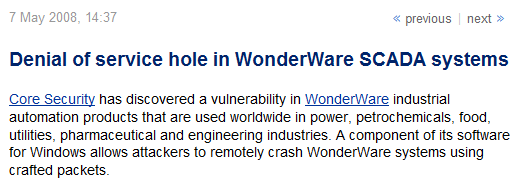 7 May 2008, 14:37 « previous | next »
Denial of service hole in WonderWare SCADA systems
Core Security has discovered a vulnerability in WonderWare industrial
automation products that are used worldwide in power, petrochemicals, food,
utilities, pharmaceutical and engineering industries. A component of its software
for Windows allows attackers to remotely crash WonderWare systems using
crafted packets.